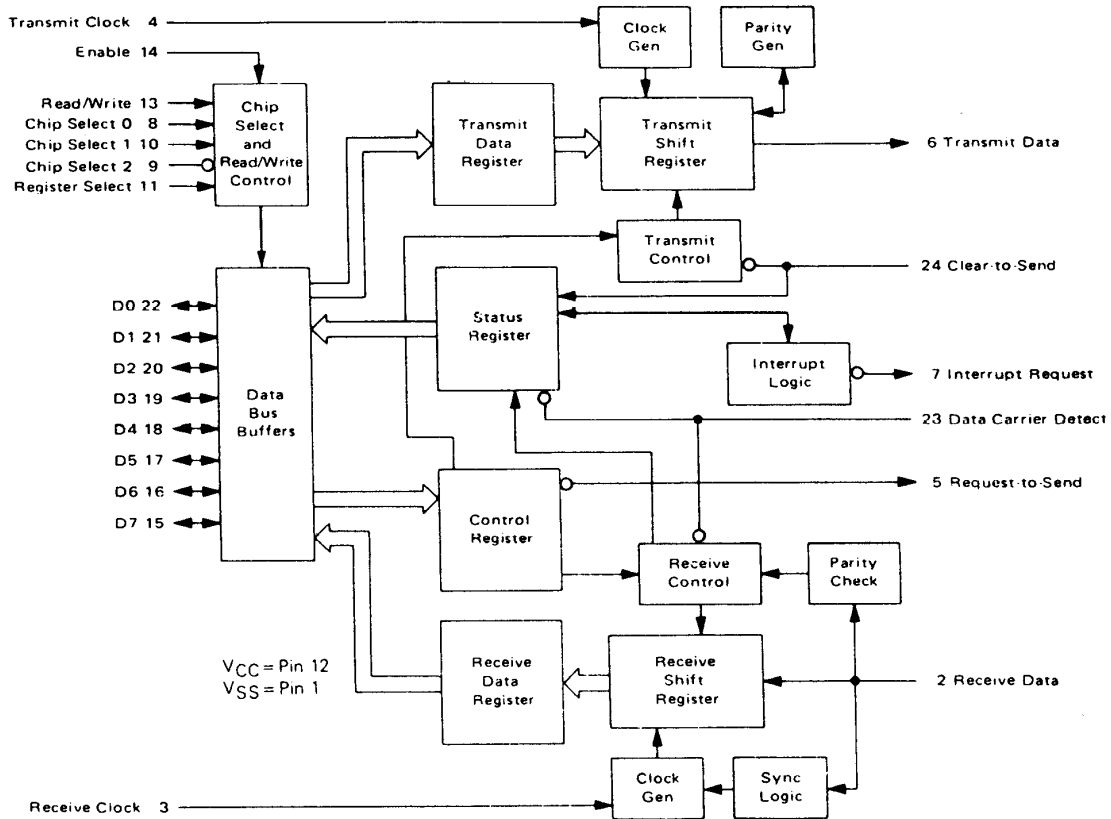 Transmit Clock 4
Clock
Gen
Parity
Gen
Enable 14
Read/Write 13
Chip Select 0 8
Chip Select 1 10
Chip Select 2 9
Register Select 11
Chip
Select
and
Read/Write
Control
Transmit
Data
Register
Transmit
Shift
Register
6 Transmit Data
Transmit
Control
24 Clear-to-Send
D0 22
D1 21
D2 20
D3 19
D4 18
D5 17
D6 16
D7 15
Data
Bus
Buffers
Status
Register
Interrupt
Logic
7 Interrupt Request
23 Data Carrier Detect
5 Request-to-Send
Control
Register
Receive
Control
Parity
Check
VCC = Pin 12
VSS = Pin 1
Receive
Data
Register
Receive
Shift
Register
2 Receive Data
Clock
Gen
Sync
Logic
Receive Clock 3